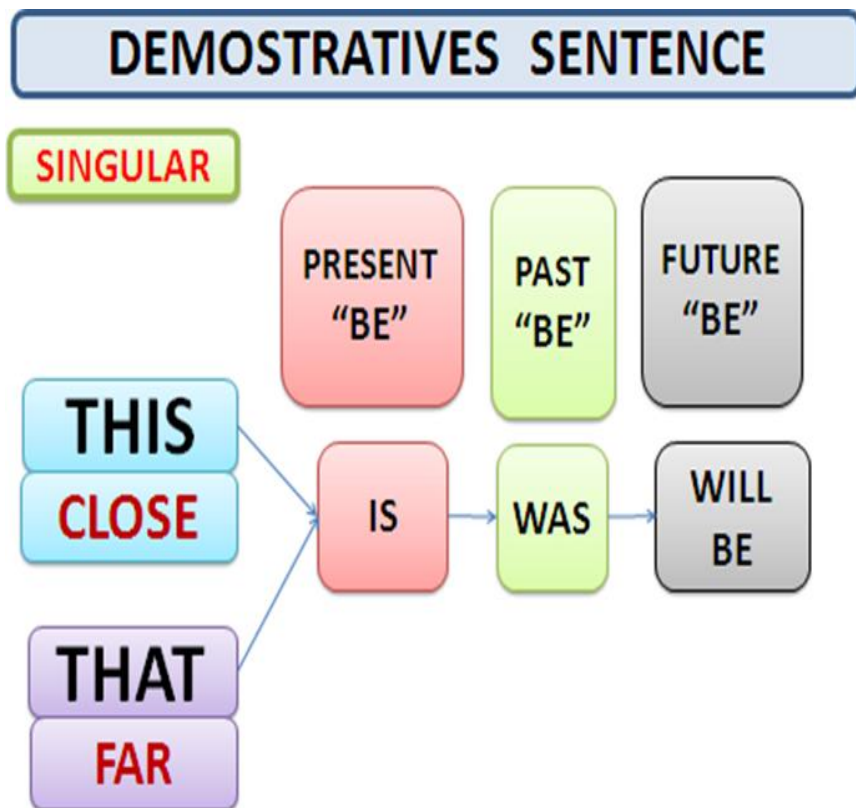 DEMOSTRATIVES SENTENCE
SINGULAR
PRESENT
“BE”
PAST
“BE”
FUTURE
“BE”
THIS
CLOSE
IS
WAS
WILL
BE
THAT
FAR